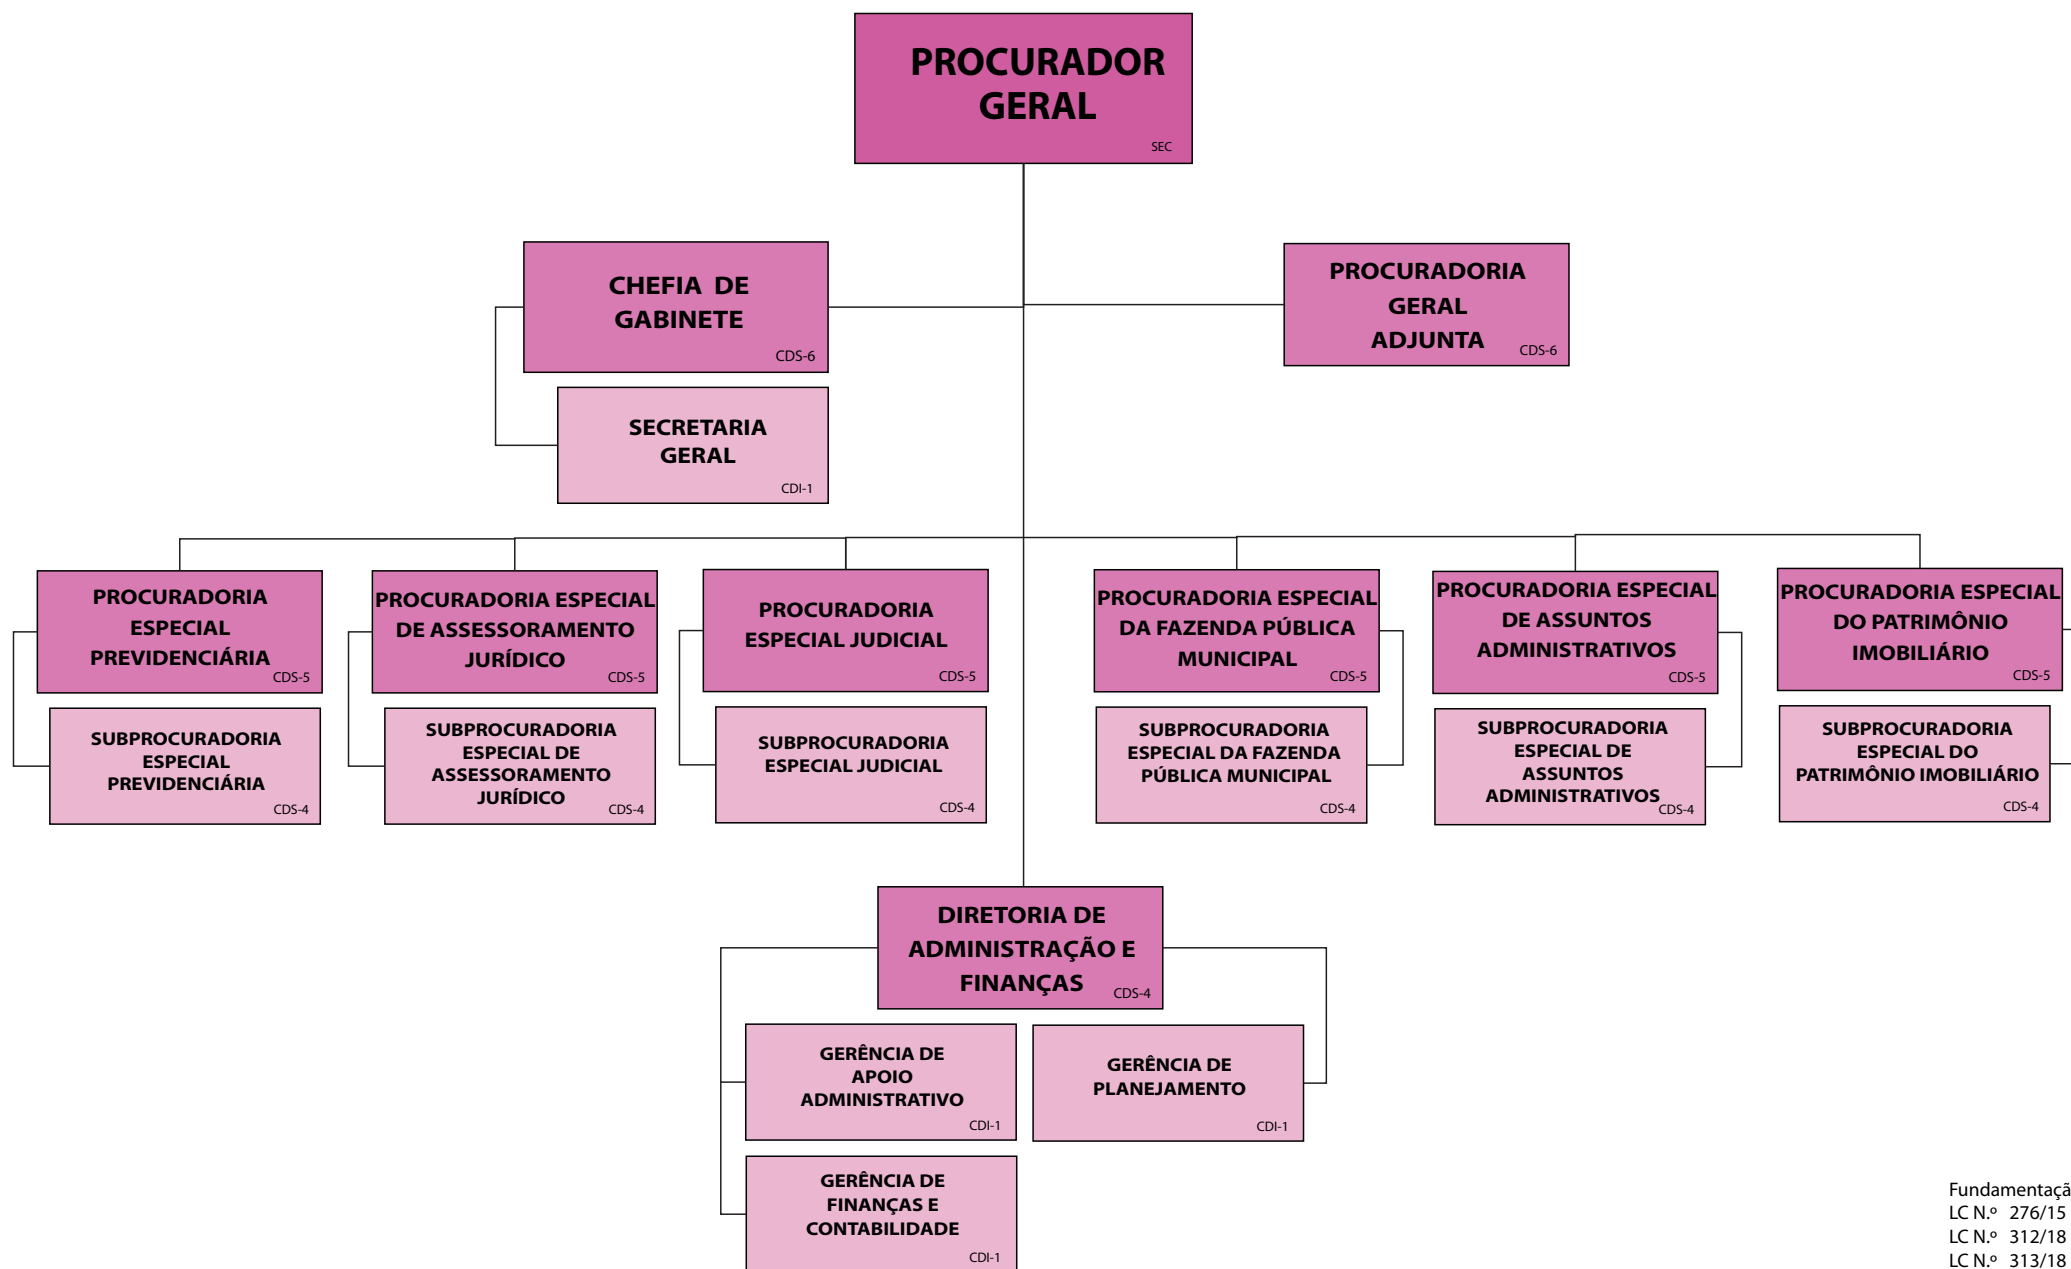 PROCURADOR
GERAL
SEC
CHEFIA DE
GABINETE
CDS-6
PROCURADORIA
GERAL
ADJUNTA
CDS-6
SECRETARIA
GERAL
CDI-1
PROCURADORIA
ESPECIAL
PREVIDENCIÁRIA
CDS-5
PROCURADORIA ESPECIAL
DE ASSESSORAMENTO
JURÍDICO
CDS-5
PROCURADORIA
ESPECIAL JUDICIAL
CDS-5
PROCURADORIA ESPECIAL
DA FAZENDA PÚBLICA
MUNICIPAL
CDS-5
PROCURADORIA ESPECIAL
DE ASSUNTOS
ADMINISTRATIVOS
CDS-5
PROCURADORIA ESPECIAL
DO PATRIMÔNIO
IMOBILIÁRIO
CDS-5
SUBPROCURADORIA
ESPECIAL
PREVIDENCIÁRIA
CDS-4
SUBPROCURADORIA
ESPECIAL DE
ASSESSORAMENTO
JURÍDICO
CDS-4
SUBPROCURADORIA
ESPECIAL JUDICIAL
CDS-4
SUBPROCURADORIA
ESPECIAL DA FAZENDA
PÚBLICA MUNICIPAL
CDS-4
SUBPROCURADORIA
ESPECIAL DE
ASSUNTOS
ADMINISTRATIVOS
CDS-4
SUBPROCURADORIA
ESPECIAL DO
PATRIMÔNIO IMOBILIÁRIO
CDS-4
DIRETORIA DE
ADMINISTRAÇÃO E
FINANÇAS
CDS-4
GERÊNCIA DE
APOIO
ADMINISTRATIVO
CDI-1
GERÊNCIA DE
PLANEJAMENTO
CDI-1
GERÊNCIA DE
FINANÇAS E
CONTABILIDADE
CDI-1
Fundamentaçã
LC N.º 276/15
LC N.º 312/18
LC N.º 313/18